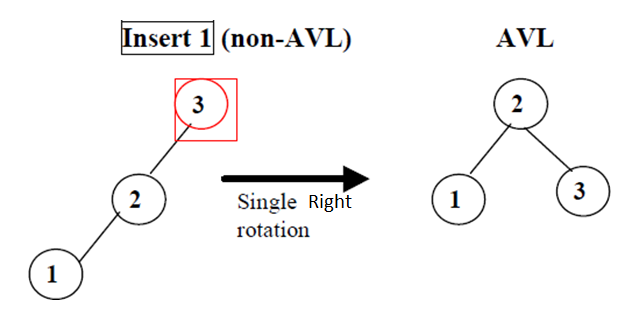 Insert 1 (non-AVL)
AVL
3
2
2
1
3
Single Right
rotation
1